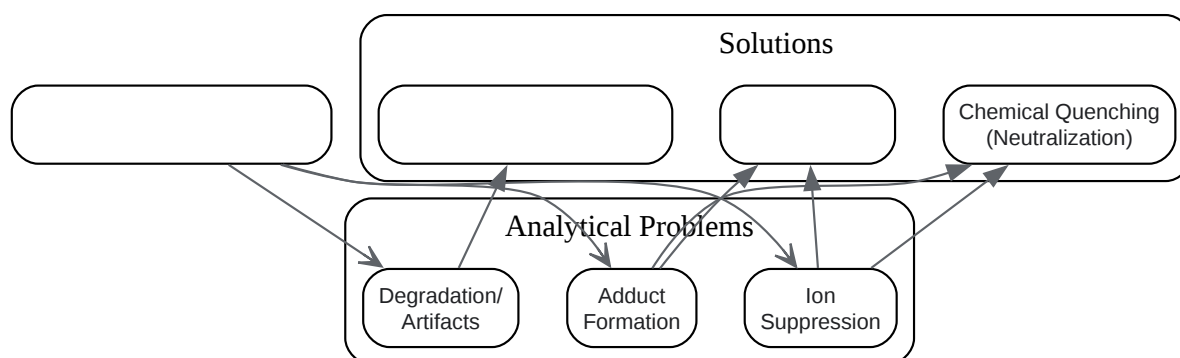 Solutions
Chemical Quenching
(Neutralization)
Analytical Problems
Degradation/
Artifacts
Adduct
Formation
Ion
Suppression